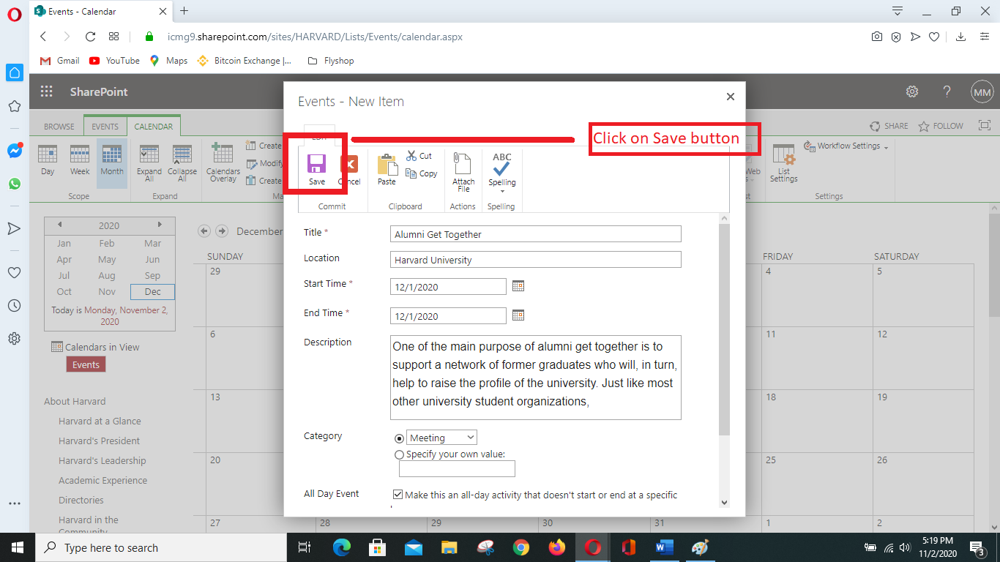 Events - Calendar
icmg9.sharepoint.com/sites/HARVARD/Lists/Events/calendar.aspx
Gmail YouTube Maps Bitcoin Exchange |... Flyshop
SharePoint
MM
BROWSE EVENTS CALENDAR
SHARE FOLLOW
Day Week Month
Scope
Expand All
Collapse All
Expand
Calendars Overlay
Create
Modify
Create
List Settings
Workflow Settings
Settings
Events - New Item
Click on Save button
Save
Cancel
Commit
Paste
Cut
Copy
Clipboard
Attach File
Actions
ABC
Spelling
Spelling
2020
Jan Feb Mar
Apr May Jun
Jul Aug Sep
Oct Nov Dec
Today is Monday, November 2,
2020
Calendars in View
Events
About Harvard
Harvard at a Glance
Harvard's President
Harvard's Leadership
Academic Experience
Directories
Harvard in the
Community
December
SUNDAY FRIDAY SATURDAY
29 4 5
6 11 12
13 18 19
20 25 26
27 28 29 30 31 1 2
Title *
Alumni Get Together
Location
Harvard University
Start Time *
12/1/2020
End Time *
12/1/2020
Description
One of the main purpose of alumni get together is to
support a network of former graduates who will, in turn,
help to raise the profile of the university. Just like most
other university student organizations,
Category
Meeting
Specify your own value:
All Day Event
Make this an all-day activity that doesn't start or end at a specific
Type here to search
5:19 PM
11/2/2020
3